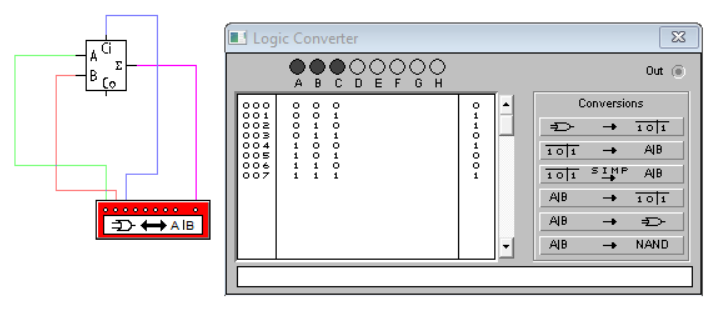 Ci
A
Σ
B
Co
A|B
Logic Converter
A B C D E F G H
Out
000 0 0 0 0
001 0 0 1 1
002 0 1 0 1
003 0 1 1 0
004 1 0 0 1
005 1 0 1 0
006 1 1 0 0
007 1 1 1 1
Conversions
→ 1 0 | 1
1 0 | 1 → A|B
1 0 | 1 SIMP → A|B
A|B → 1 0 | 1
A|B →
A|B → NAND